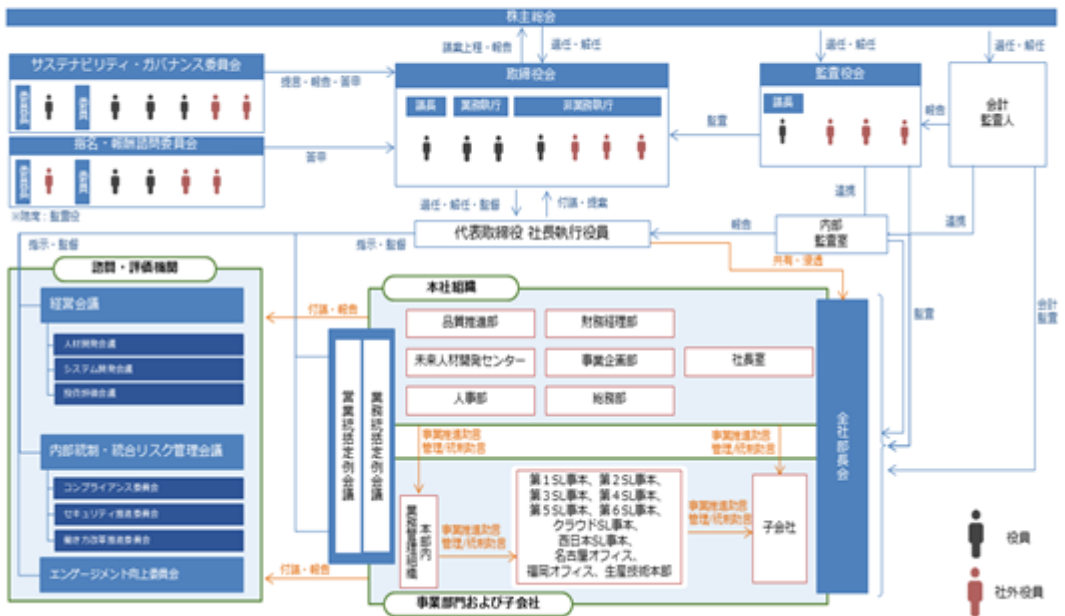 株主総会
議案上程・報告
選任・解任
選任・解任
選任・解任
サステナビリティ・ガバナンス委員会
委員長
委員
提言・報告・答申
取締役会
議長
業務執行
非業務執行
監査役会
議長
監査
報告
会計
監査人
指名・報酬諮問委員会
委員長
委員
答申
※陪席:監査役
選任・解任・監督
付議・提案
連携
連携
代表取締役 社長執行役員
報告
内部
監査室
指示・監督
指示・監督
共有・浸透
諮問・評価機関
経営会議
人材開発会議
システム開発会議
投資評価会議
内部統制・統合リスク管理会議
コンプライアンス委員会
セキュリティ推進委員会
働き方改革推進委員会
エンゲージメント向上委員会
付議・報告
付議・報告
営業統括定例会議
業務統括定例会議
本社組織
品質推進部
財務経理部
未来人材開発センター
事業企画部
社長室
人事部
総務部
事業推進助言
管理/統制助言
事業推進助言
管理/統制助言
本部内
業務管理組織
事業推進助言
管理/統制助言
第1SL事本、第2SL事本、
第3SL事本、第4SL事本、
第5SL事本、第6SL事本、
クラウドSL事本、
西日本SL事本、
名古屋オフィス、
福岡オフィス、生産技術本部
事業推進助言
管理/統制助言
子会社
事業部門および子会社
全社部長会
監査
会計
監査
役員
社外役員